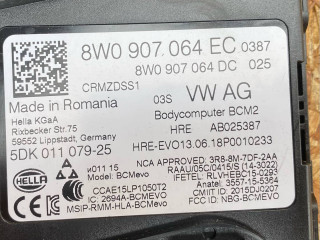 8W0 907 064 EC 0387
8W0 907 064 DC 025
CRMZDSS1
Made in Romania
03S VW AG
Hella KGaA
Rixbecker Str.75
59552 Lippstadt, Germany
Bodycomputer BCM2
HRE AB025387
5DK 011 079-25
HRE-EVO13.06.18P0010233
NCA APPROVED: 3R8-8M-7DF-2AA
RAAU/05C/0415/S (14.3)
IFETEL: RLVHEBC15-0293
Anatel: 3557-15-5364
CMIIT ID: 2015DJ0207
FCC ID: NBG-BCMEVO
HELLA
011 15
Model: BCMevo
CCAE15LP1050T2
IC: 2694A-BCMEVO
MSIP-RMM-HLA-BCMevo